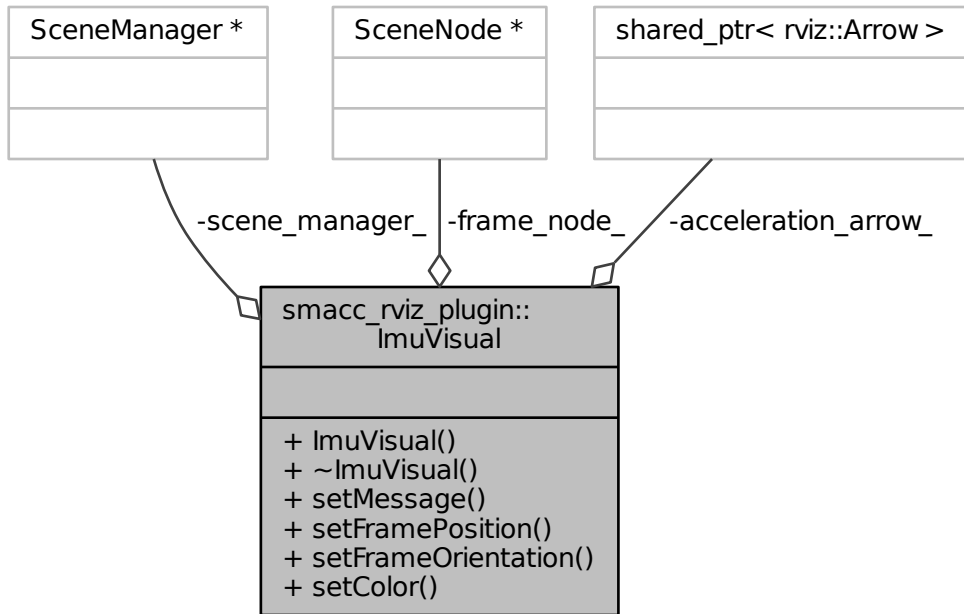 SceneManager *
SceneNode *
shared_ptr< rviz::Arrow >
-scene_manager_
-frame_node_
-acceleration_arrow_
smacc_rviz_plugin::
ImuVisual
+ ImuVisual()
+ ~ImuVisual()
+ setMessage()
+ setFramePosition()
+ setFrameOrientation()
+ setColor()